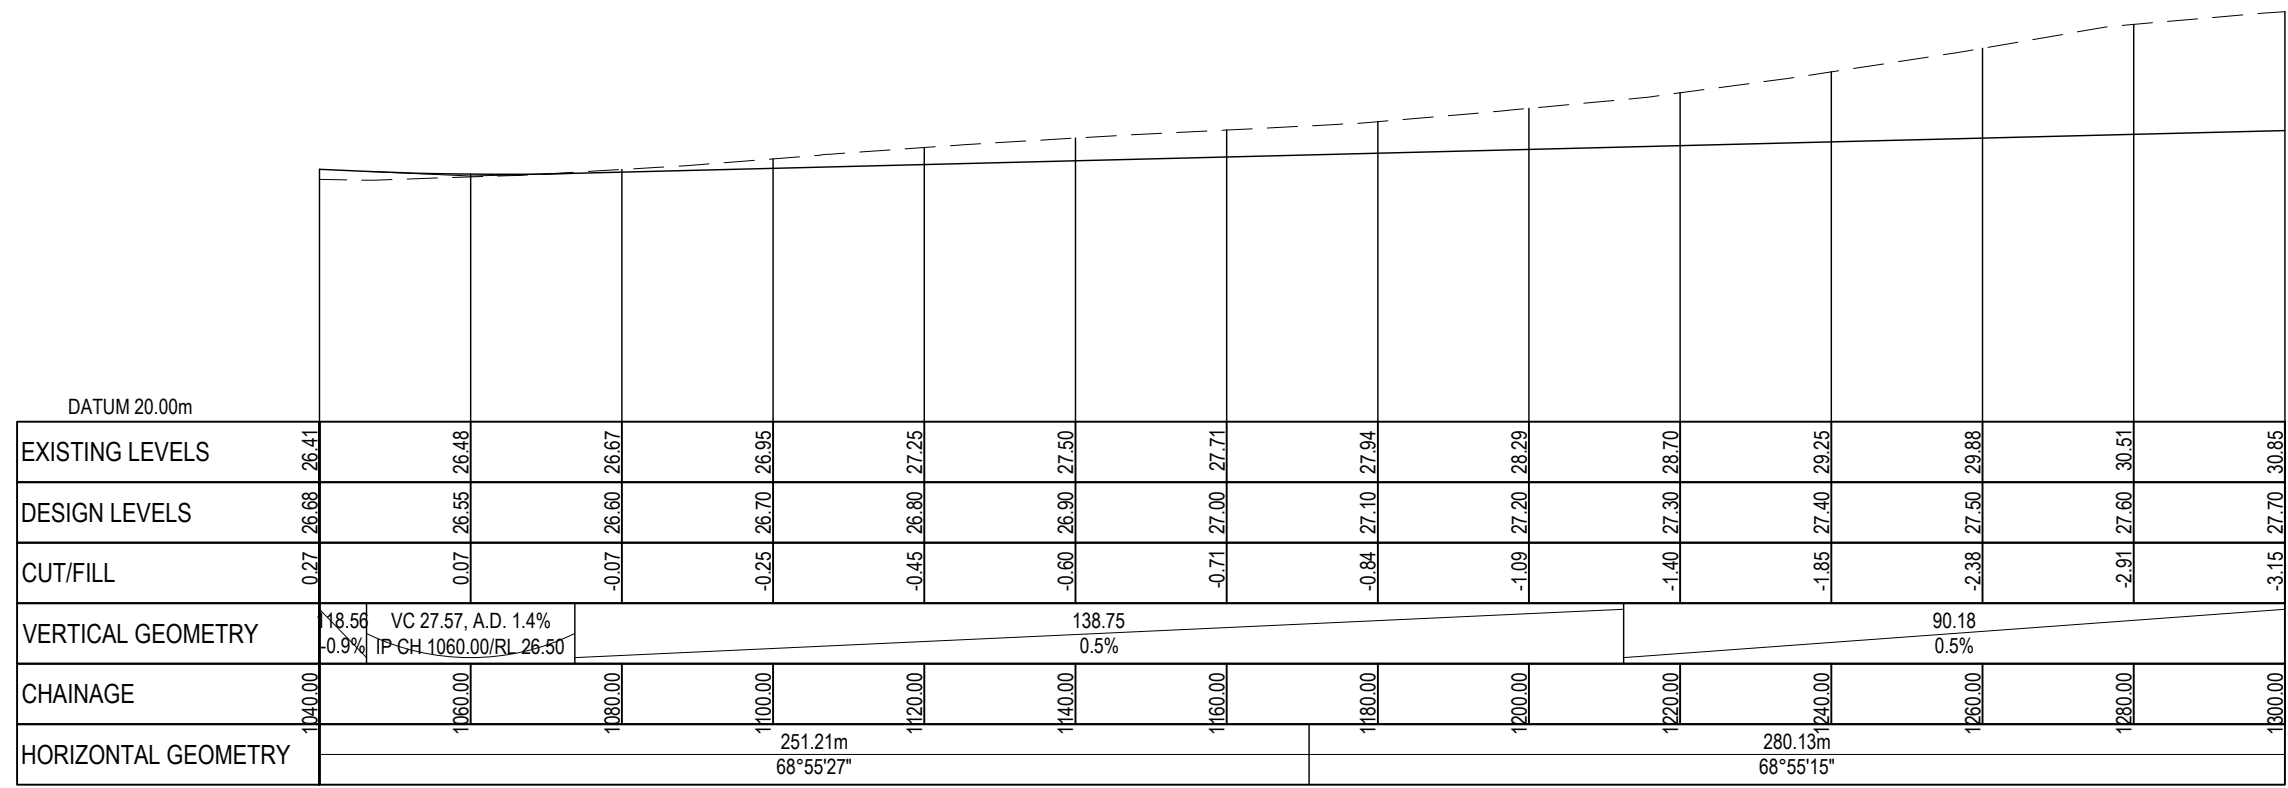 DATUM 20.00m
EXISTING LEVELS 26.41 26.48 26.67 26.95 27.25 27.50 27.71 27.94 28.29 28.70 29.25 29.88 30.51 30.85
DESIGN LEVELS 26.68 26.55 26.60 26.70 26.80 26.90 27.00 27.10 27.20 27.30 27.40 27.50 27.60 27.70
CUT/FILL 0.27 0.07 -0.07 -0.25 -0.45 -0.60 -0.71 -0.84 -1.09 -1.40 -1.85 -2.38 -2.91 -3.15
VERTICAL GEOMETRY
118.56 VC 27.57, A.D. 1.4% 138.75 90.18
-0.9% IP CH 1060.00/RL 26.50 0.5% 0.5%
CHAINAGE 1040.00 1060.00 1080.00 1100.00 1120.00 1140.00 1160.00 1180.00 1200.00 1220.00 1240.00 1260.00 1280.00 1300.00
HORIZONTAL GEOMETRY
251.21m 280.13m
68°55'27" 68°55'15"